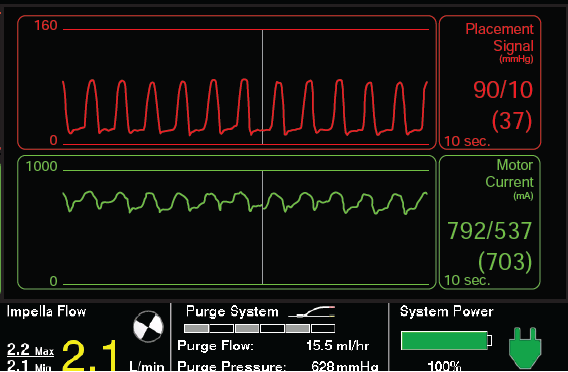 160
0
Placement
Signal
(mmHg)
90/10
(37)
10 sec.
1000
0
Motor
Current
(mA)
792/537
(703)
10 sec.
Impella Flow
2.2 Max
2.1 Min
2.1 L/min
Purge System
Purge Flow: 15.5 ml/hr
Purge Pressure: 628mmHg
System Power
100%